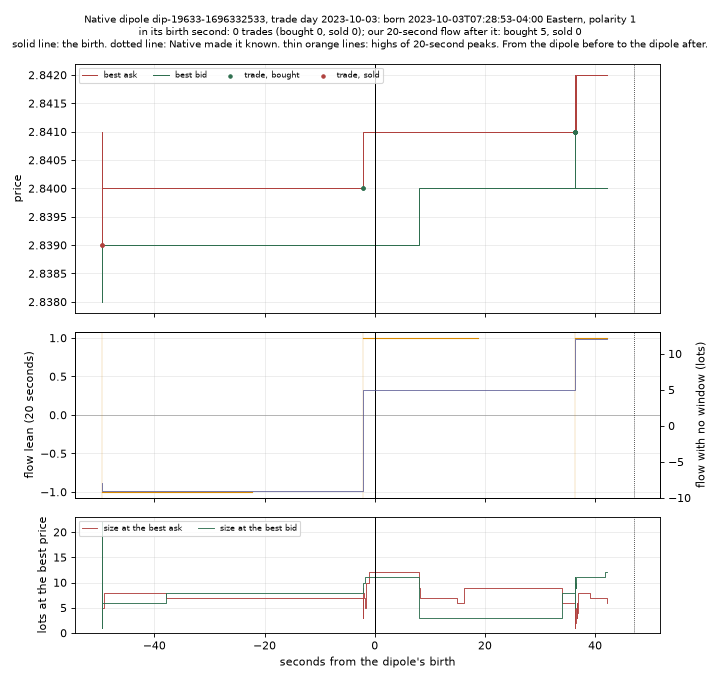 Native dipole dip-19633-1696332533, trade day 2023-10-03: born 2023-10-03T07:28:53-04:00 Eastern, polarity 1
in its birth second: 0 trades (bought 0, sold 0); our 20-second flow after it: bought 5, sold 0
solid line: the birth. dotted line: Native made it known. thin orange lines: highs of 20-second peaks. From the dipole before to the dipole after.
best ask best bid trade, bought trade, sold
2.8420
2.8415
2.8410
2.8405
2.8400
2.8395
2.8390
2.8385
2.8380
price
1.0
0.5
0.0
−0.5
−1.0
flow lean (20 seconds)
10
5
0
−5
−10
flow with no window (lots)
size at the best ask size at the best bid
20
15
10
5
0
lots at the best price
−40 −20 0 20 40
seconds from the dipole's birth